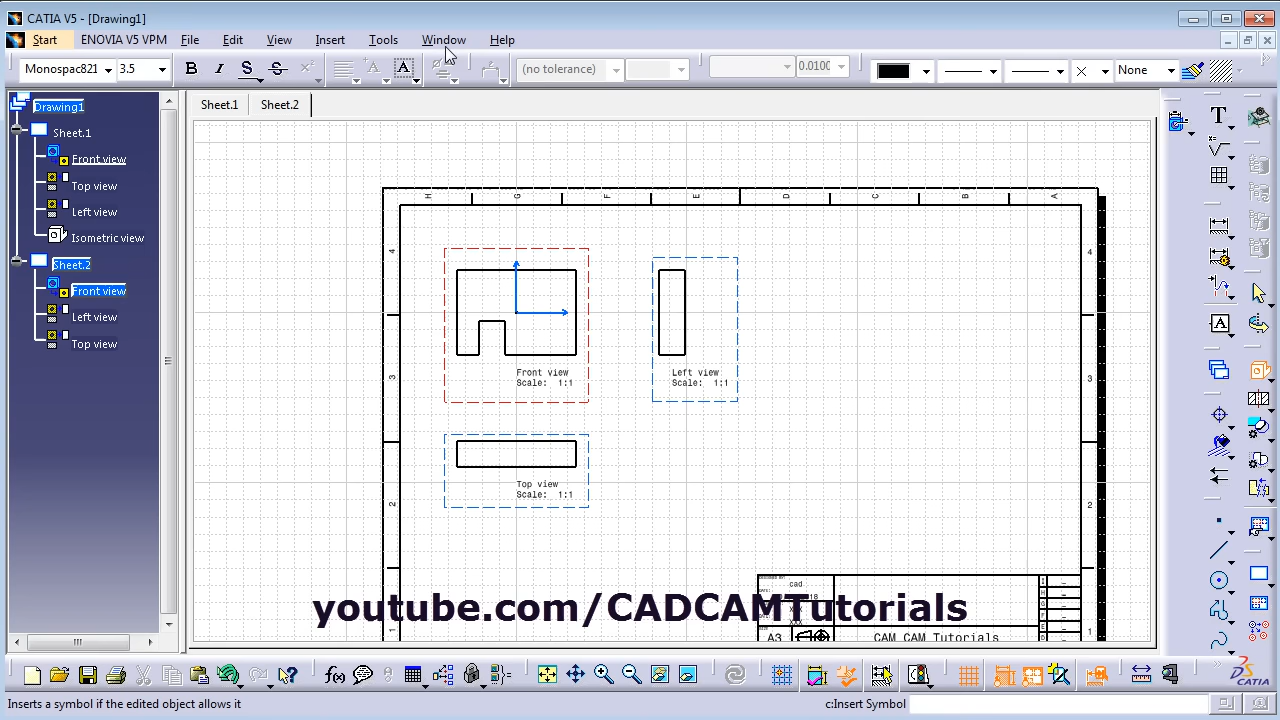 CATIA V5 - [Drawing1]
Start ENOVIA V5 VPM File Edit View Insert Tools Window Help
Monospac821 3.5 B I S S (no tolerance) 0.0100 None
Sheet.1 Sheet.2
Drawing1
Sheet.1
Front view
Top view
Left view
Isometric view
Sheet.2
Front view
Left view
Top view
H G F E D C B A
4 4
Front view
Scale: 1:1
Left view
Scale: 1:1
3 3
Top view
Scale: 1:1
2 2
cad
youtube.com/CADCAMTutorials
1 1
A3 CAM CAM Tutorials
CATIA
Inserts a symbol if the edited object allows it c:Insert Symbol